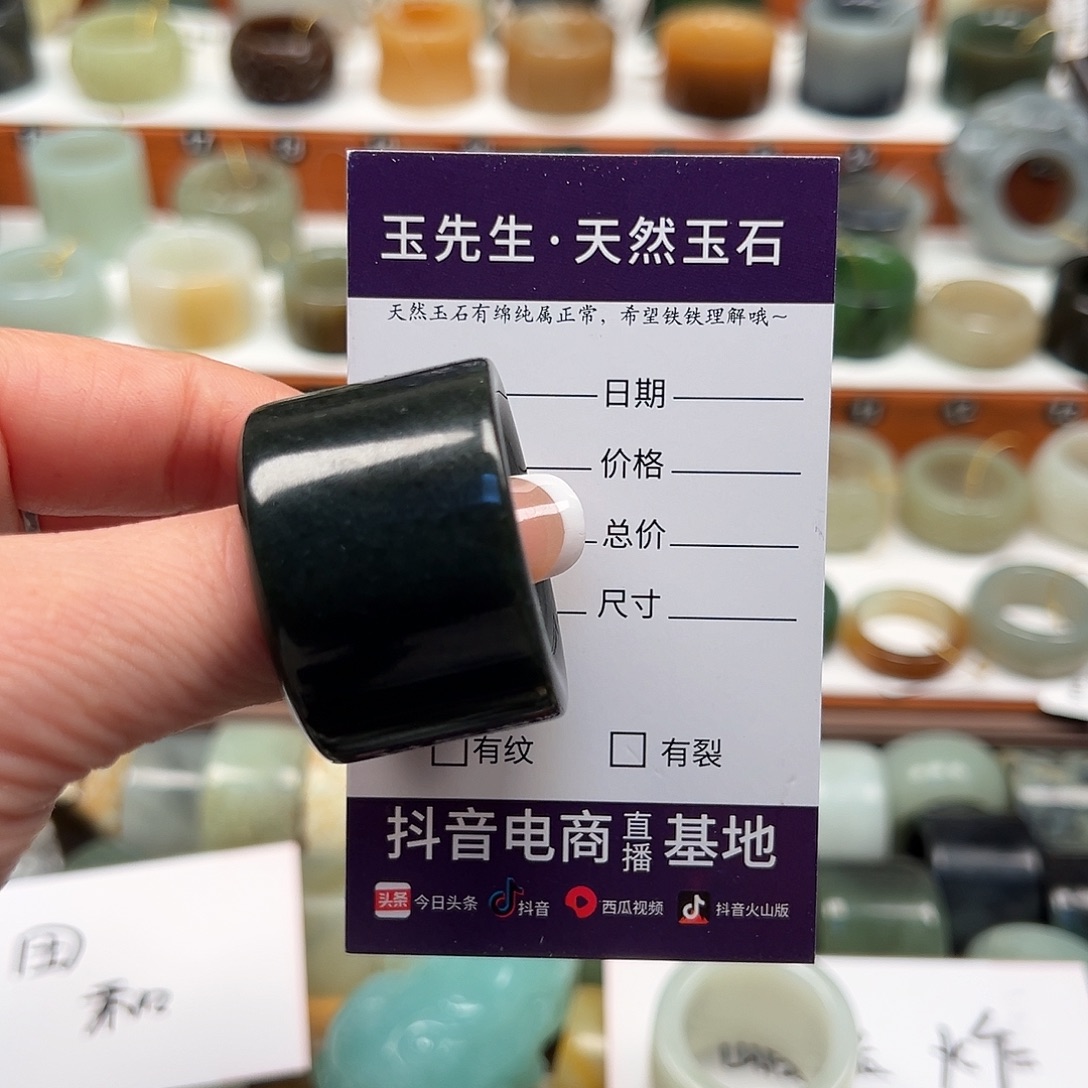 玉先生·天然玉石
天然玉石有绵纯属正常，希望铁铁理解哦~
日期
价格
总价
尺寸
有纹 有裂
抖音电商直播基地
头条 今日头条 抖音 西瓜视频 抖音火山版
和